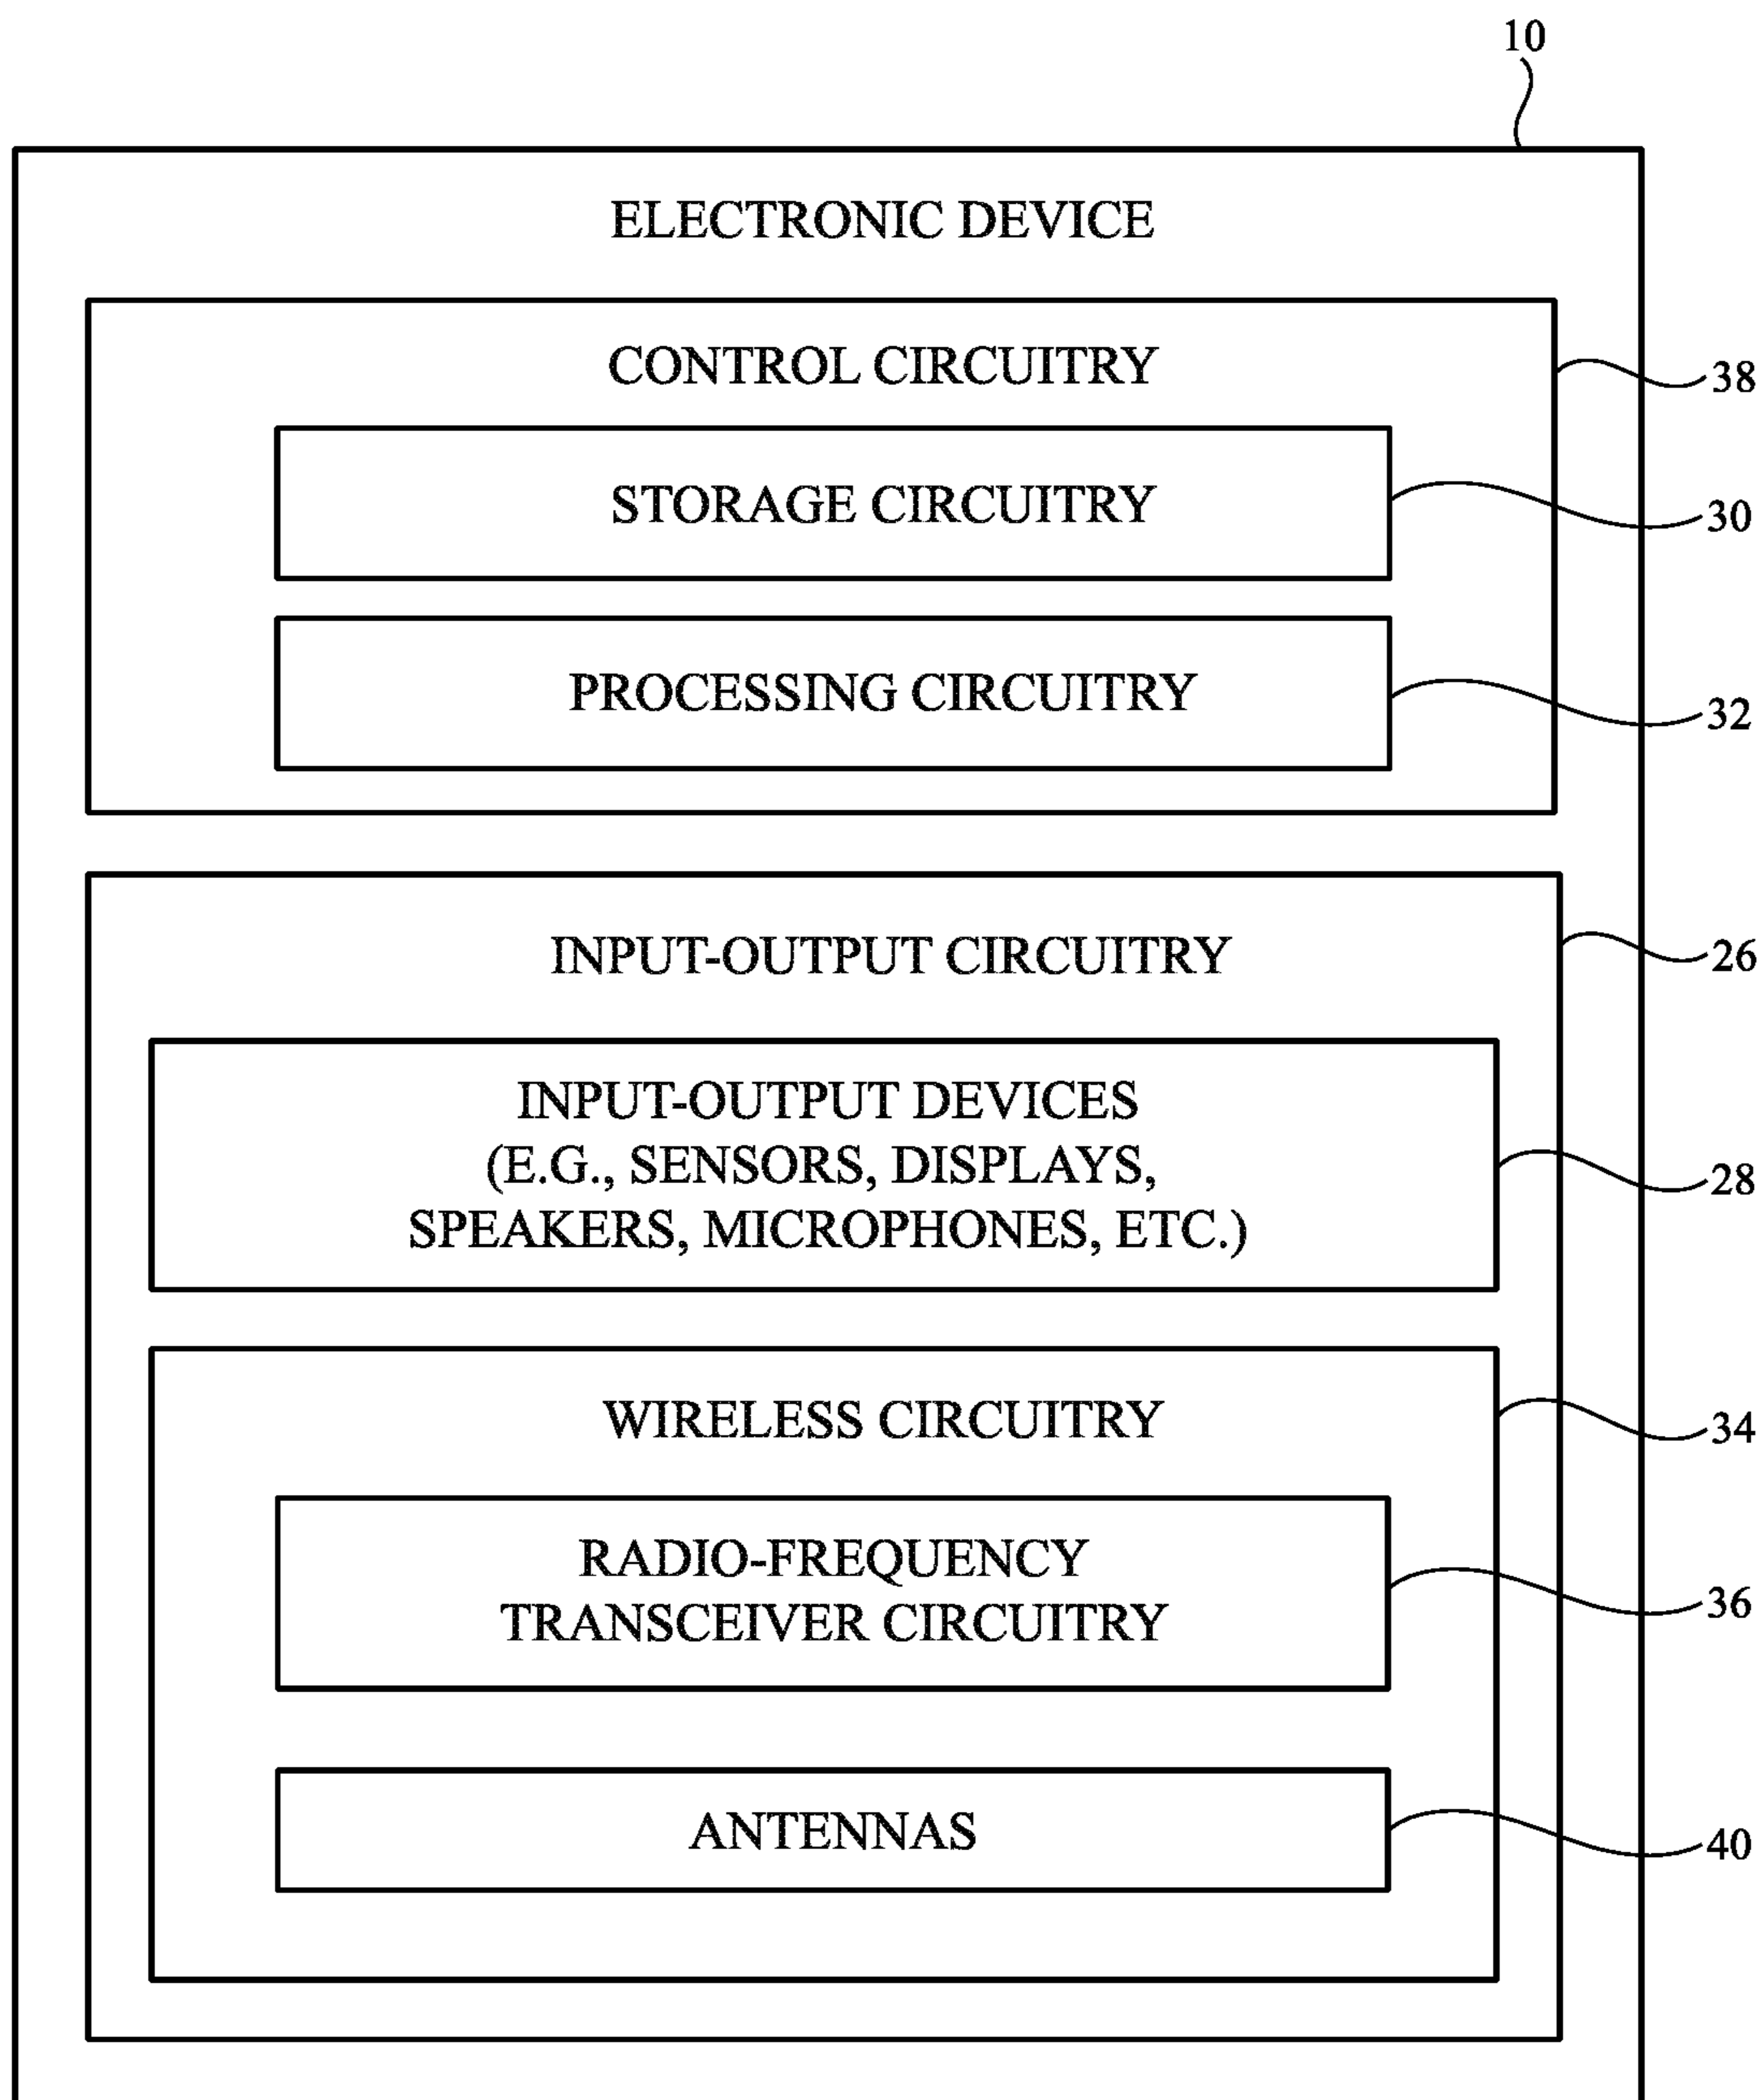 10
ELECTRONIC DEVICE
CONTROL CIRCUITRY
38
STORAGE CIRCUITRY
30
PROCESSING CIRCUITRY
32
INPUT-OUTPUT CIRCUITRY
26
INPUT-OUTPUT DEVICES
(E.G., SENSORS, DISPLAYS,
SPEAKERS, MICROPHONES, ETC.)
28
WIRELESS CIRCUITRY
34
RADIO-FREQUENCY
TRANSCEIVER CIRCUITRY
36
ANTENNAS
40